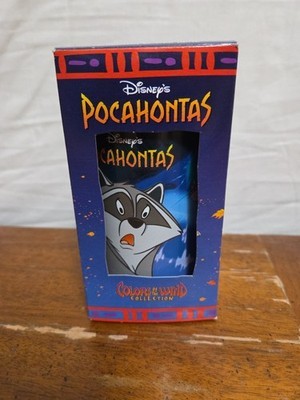 Disney's
POCAHONTAS
Disney's
CAHONTAS
COLORS OF THE WIND
COLLECTION